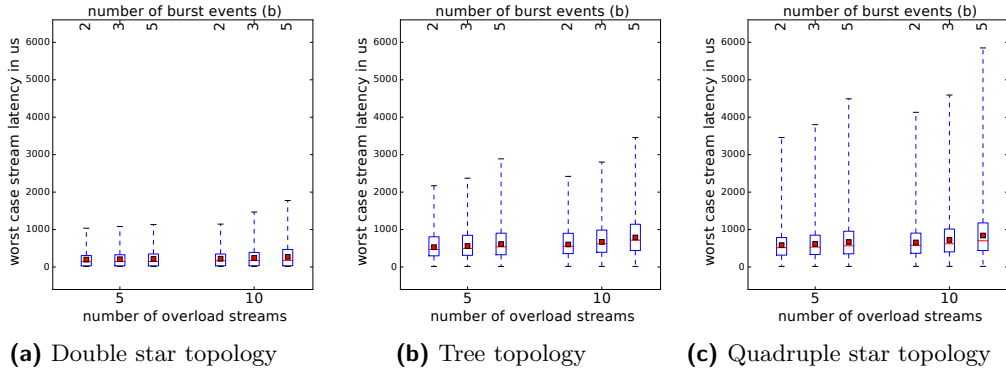 number of burst events (b)
2 3 5 2 3 5
6000
5000
4000
3000
2000
1000
0
worst case stream latency in us
5 10
number of overload streams
(a) Double star topology
number of burst events (b)
2 3 5 2 3 5
6000
5000
4000
3000
2000
1000
0
worst case stream latency in us
5 10
number of overload streams
(b) Tree topology
number of burst events (b)
2 3 5 2 3 5
6000
5000
4000
3000
2000
1000
0
worst case stream latency in us
5 10
number of overload streams
(c) Quadruple star topology